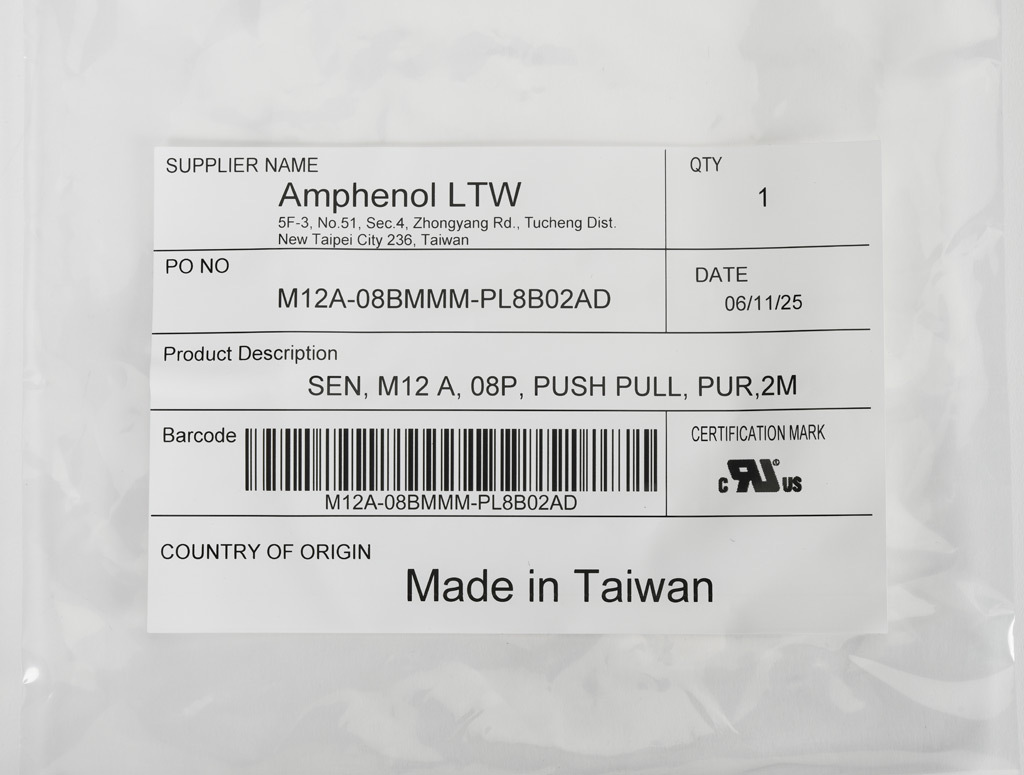 SUPPLIER NAME
Amphenol LTW
5F-3, No.51, Sec.4, Zhongyang Rd., Tucheng Dist.
New Taipei City 236, Taiwan
QTY
1
PO NO
M12A-08BMMM-PL8B02AD
DATE
06/11/25
Product Description
SEN, M12 A, 08P, PUSH PULL, PUR,2M
Barcode
M12A-08BMMM-PL8B02AD
CERTIFICATION MARK
c RU® US
COUNTRY OF ORIGIN
Made in Taiwan